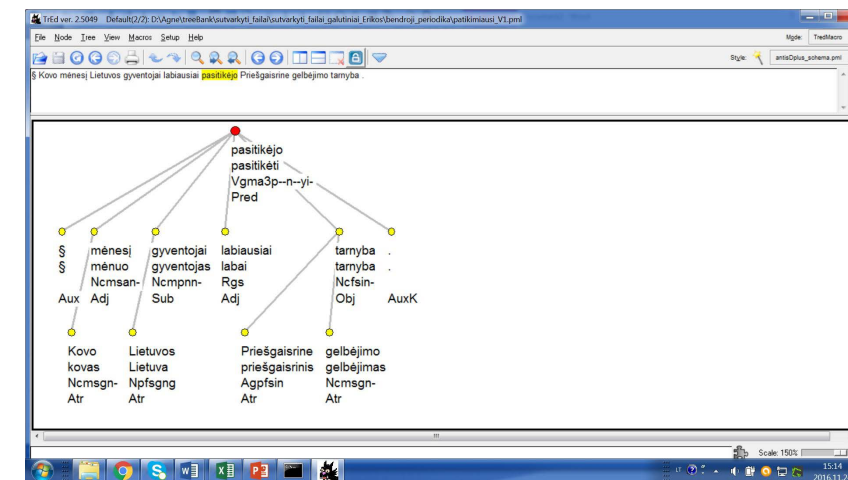 TrEd ver. 2.5049 Default(2/2): D:\Agne\treeBank\sutvarkyti_failai\sutvarkyti_failai_galutiniai_Erikos\bendroji_periodika\patikimiausi_V1.pml
File Node Tree View Macros Setup Help Mode: TredMacro
Style: antisDplus_schema.pml
§ Kovo mėnesį Lietuvos gyventojai labiausiai pasitikėjo Priešgaisrine gelbėjimo tarnyba .
pasitikėjo
pasitikėti
Vgma3p--n--yi-
Pred
§ mėnesį gyventojai labiausiai tarnyba .
§ mėnuo gyventojas labai tarnyba .
Ncmsan- Ncmpnn- Rgs Ncfsin-
Aux Adj Sub Adj Obj AuxK
Kovo Lietuvos Priešgaisrine gelbėjimo
kovas Lietuva priešgaisrinis gelbėjimas
Ncmsgn- Npfsgng Agpfsin Ncmsgn-
Atr Atr Atr Atr
Scale: 150%
LT 15:14